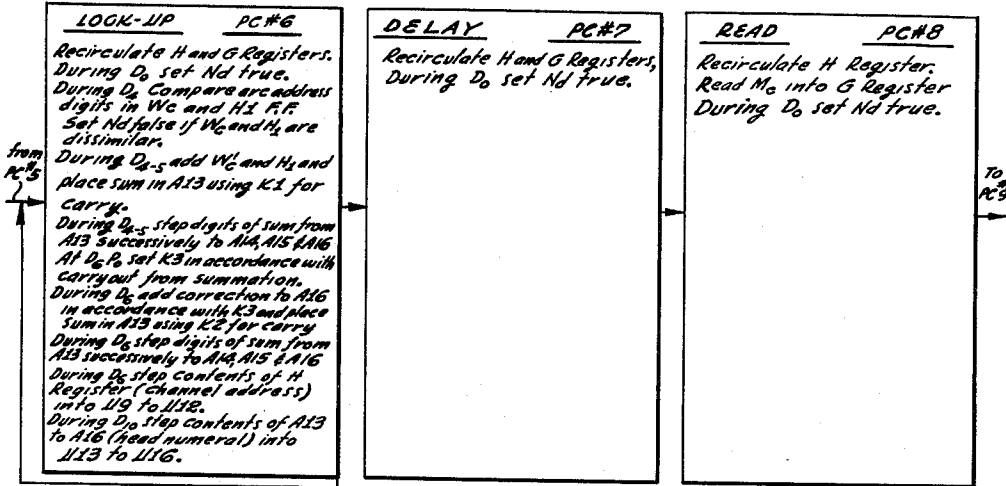 LOOK-UP PC#6
Recirculate H and G Registers.
During D₀ set Nd true.
During D₄ Compare arc address
digits in Wc and H1 F.F.
Set Nd false if Wc and H₁ are
dissimilar.
During D₄₋₅ add Wc' and H₁ and
place sum in A13 using K1 for
carry.
During D₄₋₅ step digits of sum from
A13 successively to A14, A15 & A16
At D₆ P₀ set K3 in accordance with
carryout from summation.
During D₆ add correction to A16
in accordance with K3 and place
sum in A13 using K2 for carry
During D₆ step digits of sum from
A13 successively to A14, A15 & A16
During D₆ step contents of H
Register (channel address)
into U9 to U12.
During D₁₀ step contents of A13
to A16 (head numeral) into
U13 to U16.
from
PC#5
DELAY PC#7
Recirculate H and G Registers,
During D₀ set Nd true.
READ PC#8
Recirculate H Register.
Read Mc into G Register
During D₀ set Nd true.
To
PC#9